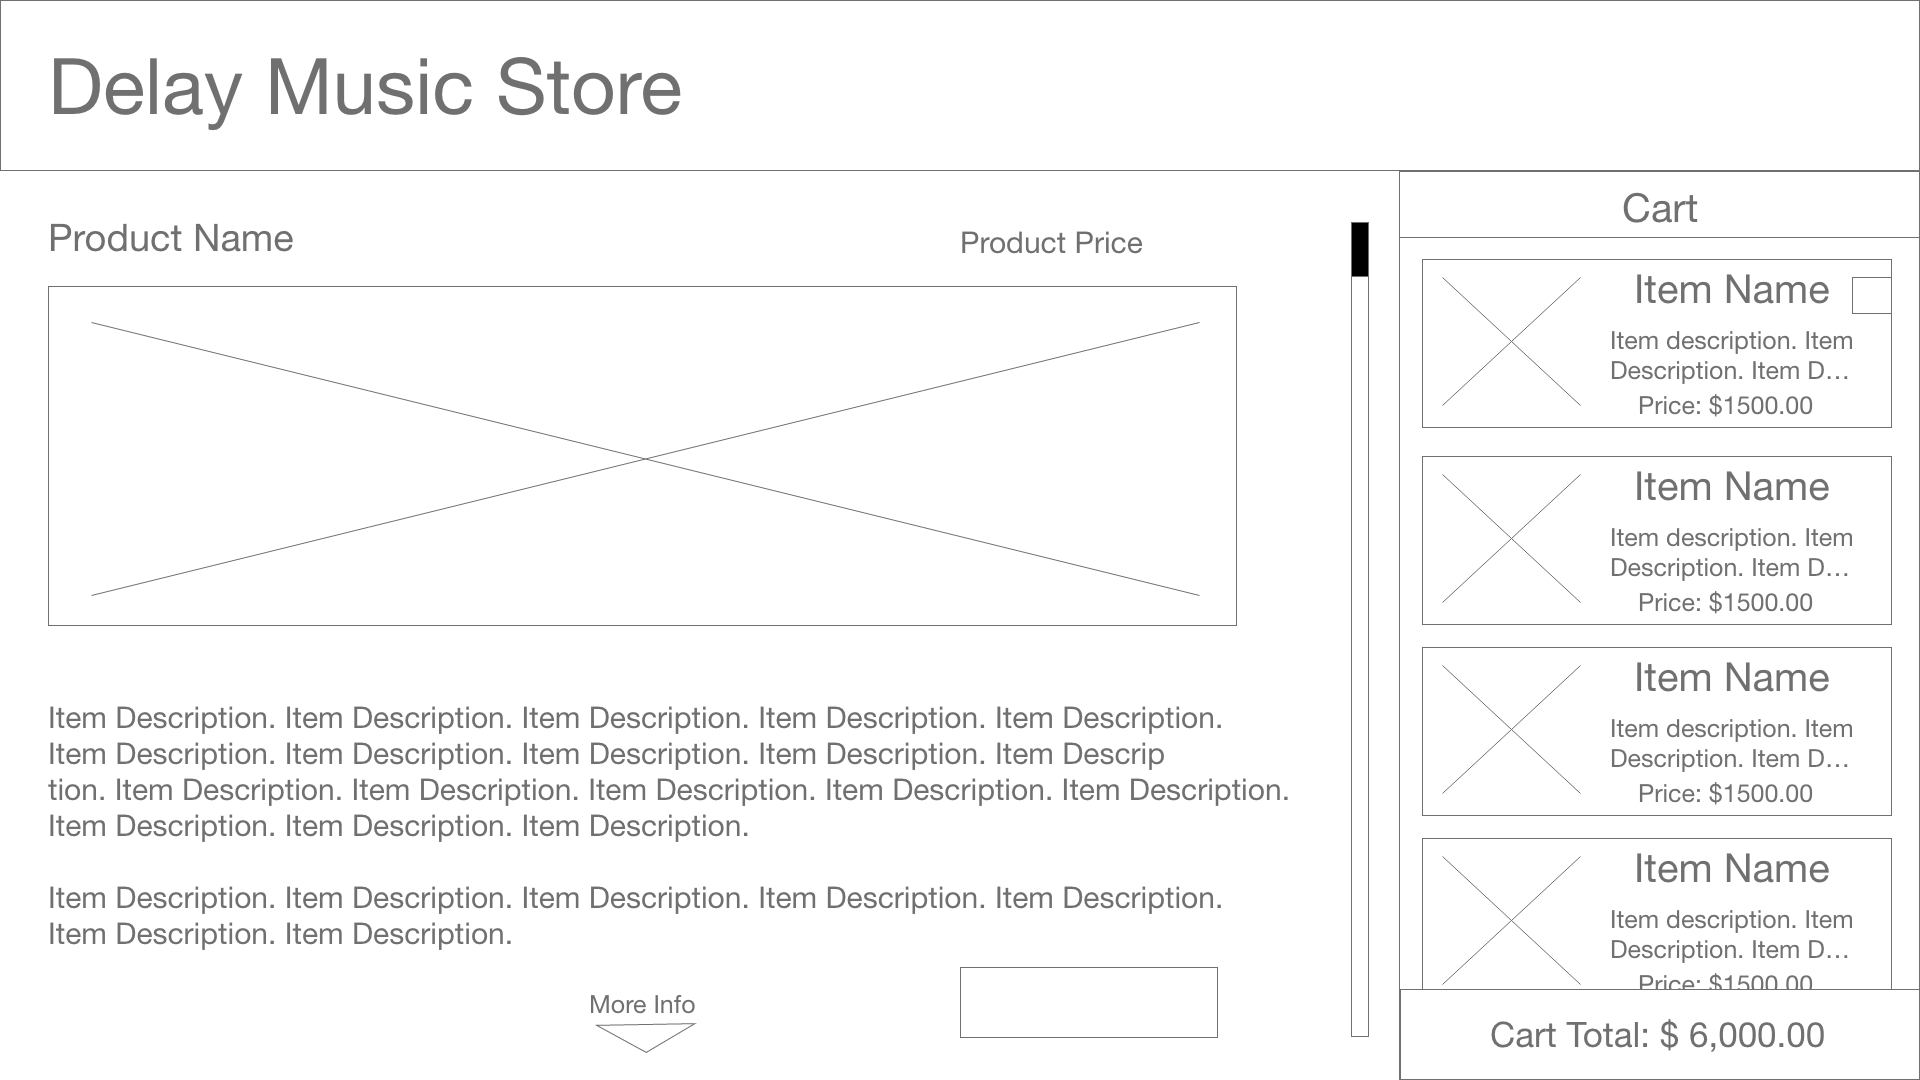 Delay Music Store
Product Name
Product Price
Item Description. Item Description. Item Description. Item Description. Item Description.
Item Description. Item Description. Item Description. Item Description. Item Descrip
tion. Item Description. Item Description. Item Description. Item Description. Item Description.
Item Description. Item Description. Item Description.
Item Description. Item Description. Item Description. Item Description. Item Description.
Item Description. Item Description.
More Info
Cart
Item Name
Item description. Item
Description. Item D…
Price: $1500.00
Item Name
Item description. Item
Description. Item D…
Price: $1500.00
Item Name
Item description. Item
Description. Item D…
Price: $1500.00
Item Name
Item description. Item
Description. Item D…
Price: $1500.00
Cart Total: $ 6,000.00